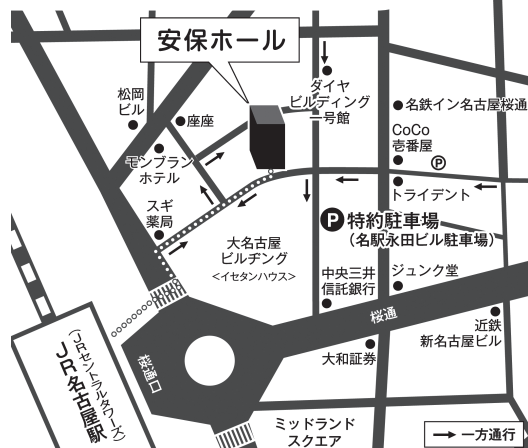 安保ホール
松岡
ビル
座座
ダイヤ
ビルディング
一号館
名鉄イン名古屋桜通
CoCo
壱番屋
P
モンブラン
ホテル
トライデント
スギ
薬局
P 特約駐車場
(名駅永田ビル駐車場)
大名古屋
ビルヂング
<イセタンハウス>
中央三井
信託銀行
ジュンク堂
桜通
近鉄
新名古屋ビル
大和証券
桜通口
JR名古屋駅
(JRセントラルタワーズ)
ミッドランド
スクエア
一方通行